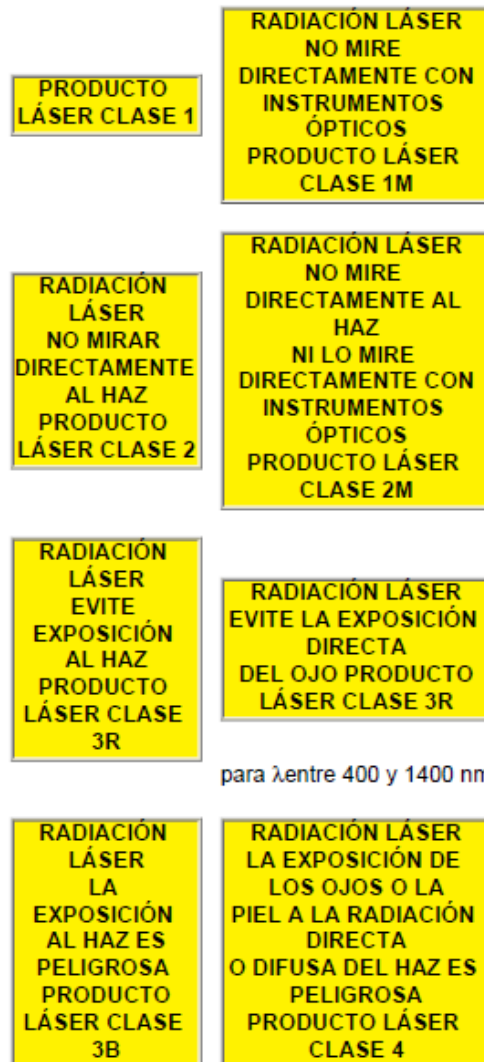 PRODUCTO
LÁSER CLASE 1
RADIACIÓN LÁSER
NO MIRE
DIRECTAMENTE CON
INSTRUMENTOS
ÓPTICOS
PRODUCTO LÁSER
CLASE 1M
RADIACIÓN
LÁSER
NO MIRAR
DIRECTAMENTE
AL HAZ
PRODUCTO
LÁSER CLASE 2
RADIACIÓN LÁSER
NO MIRE
DIRECTAMENTE AL
HAZ
NI LO MIRE
DIRECTAMENTE CON
INSTRUMENTOS
ÓPTICOS
PRODUCTO LÁSER
CLASE 2M
RADIACIÓN
LÁSER
EVITE
EXPOSICIÓN
AL HAZ
PRODUCTO
LÁSER CLASE
3R
RADIACIÓN LÁSER
EVITE LA EXPOSICIÓN
DIRECTA
DEL OJO PRODUCTO
LÁSER CLASE 3R
para λentre 400 y 1400 nm
RADIACIÓN
LÁSER
LA
EXPOSICIÓN
AL HAZ ES
PELIGROSA
PRODUCTO
LÁSER CLASE
3B
RADIACIÓN LÁSER
LA EXPOSICIÓN DE
LOS OJOS O LA
PIEL A LA RADIACIÓN
DIRECTA
O DIFUSA DEL HAZ ES
PELIGROSA
PRODUCTO LÁSER
CLASE 4